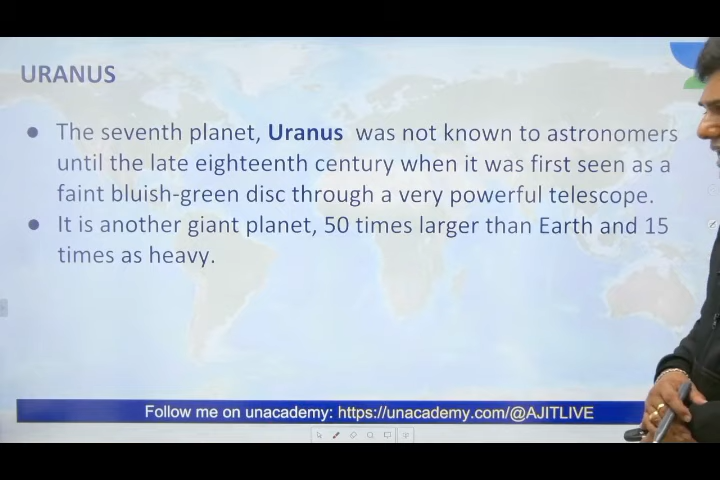 URANUS
● The seventh planet, Uranus was not known to astronomers
until the late eighteenth century when it was first seen as a
faint bluish-green disc through a very powerful telescope.
● It is another giant planet, 50 times larger than Earth and 15
times as heavy.
Follow me on unacademy: https://unacademy.com/@AJITLIVE